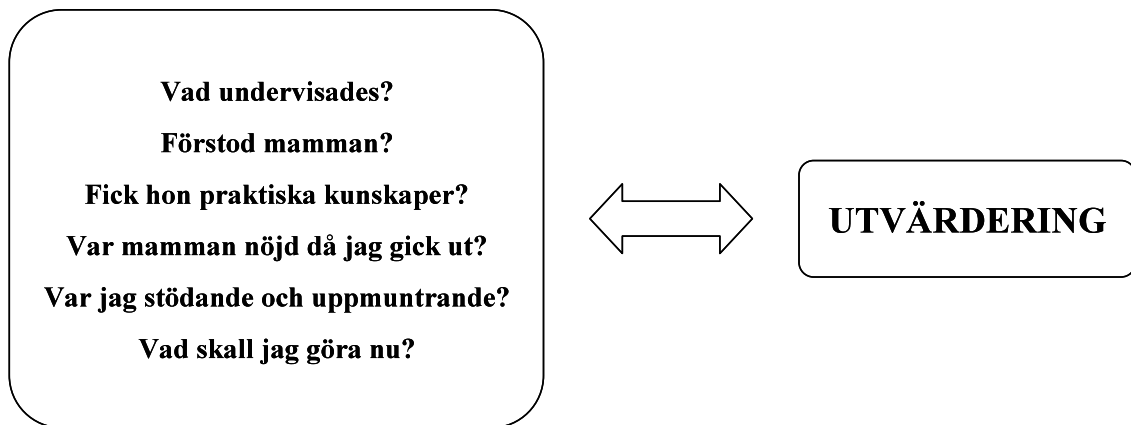 Vad undervisades?
Förstod mamman?
Fick hon praktiska kunskaper?
Var mamman nöjd då jag gick ut?
Var jag stödande och uppmuntrande?
Vad skall jag göra nu?
UTVÄRDERING